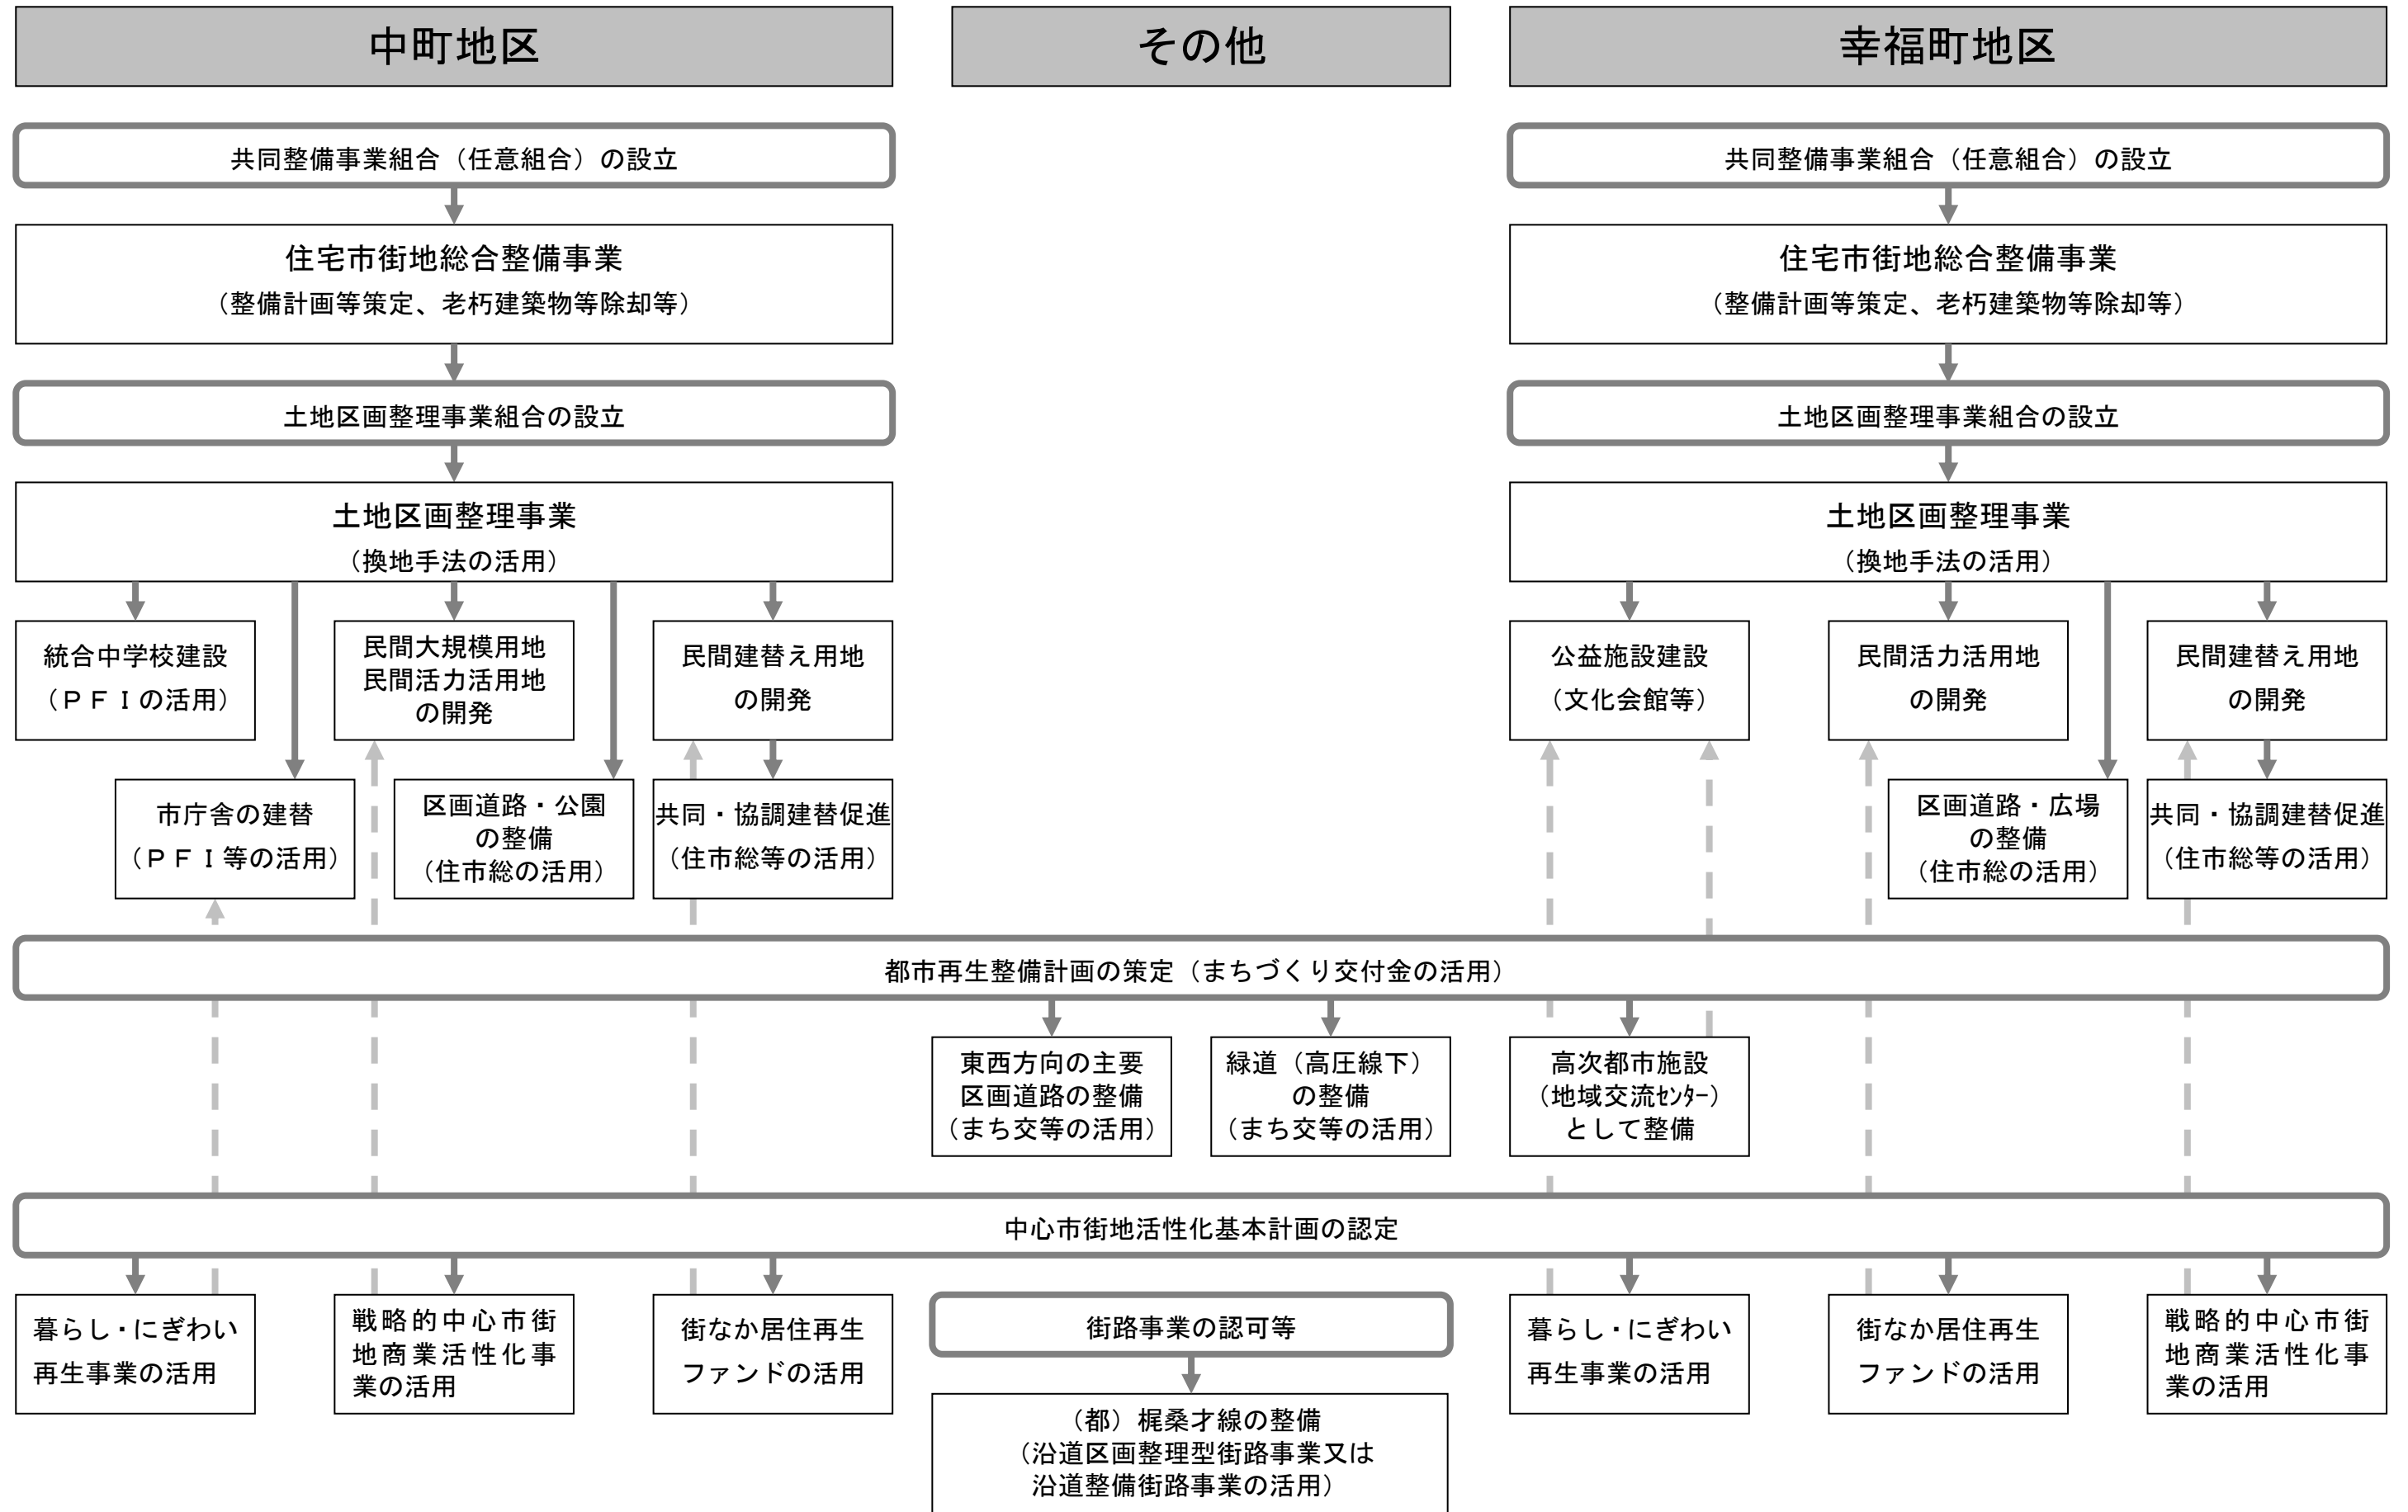 中町地区
その他
幸福町地区
共同整備事業組合（任意組合）の設立
共同整備事業組合（任意組合）の設立
住宅市街地総合整備事業
（整備計画等策定、老朽建築物等除却等）
住宅市街地総合整備事業
（整備計画等策定、老朽建築物等除却等）
土地区画整理事業組合の設立
土地区画整理事業組合の設立
土地区画整理事業
（換地手法の活用）
土地区画整理事業
（換地手法の活用）
統合中学校建設
（ＰＦＩの活用）
民間大規模用地
民間活力活用地
の開発
民間建替え用地
の開発
公益施設建設
（文化会館等）
民間活力活用地
の開発
民間建替え用地
の開発
市庁舎の建替
（ＰＦＩ等の活用）
区画道路・公園
の整備
（住市総の活用）
共同・協調建替促進
（住市総等の活用）
区画道路・広場
の整備
（住市総の活用）
共同・協調建替促進
（住市総等の活用）
都市再生整備計画の策定（まちづくり交付金の活用）
東西方向の主要
区画道路の整備
（まち交等の活用）
緑道（高圧線下）
の整備
（まち交等の活用）
高次都市施設
（地域交流ｾﾝﾀｰ）
として整備
中心市街地活性化基本計画の認定
暮らし・にぎわい
再生事業の活用
戦略的中心市街
地商業活性化事
業の活用
街なか居住再生
ファンドの活用
街路事業の認可等
（都）梶桑才線の整備
（沿道区画整理型街路事業又は
沿道整備街路事業の活用）
暮らし・にぎわい
再生事業の活用
街なか居住再生
ファンドの活用
戦略的中心市街
地商業活性化事
業の活用